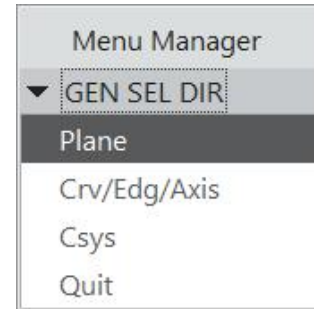 Menu Manager
GEN SEL DIR
Plane
Crv/Edg/Axis
Csys
Quit